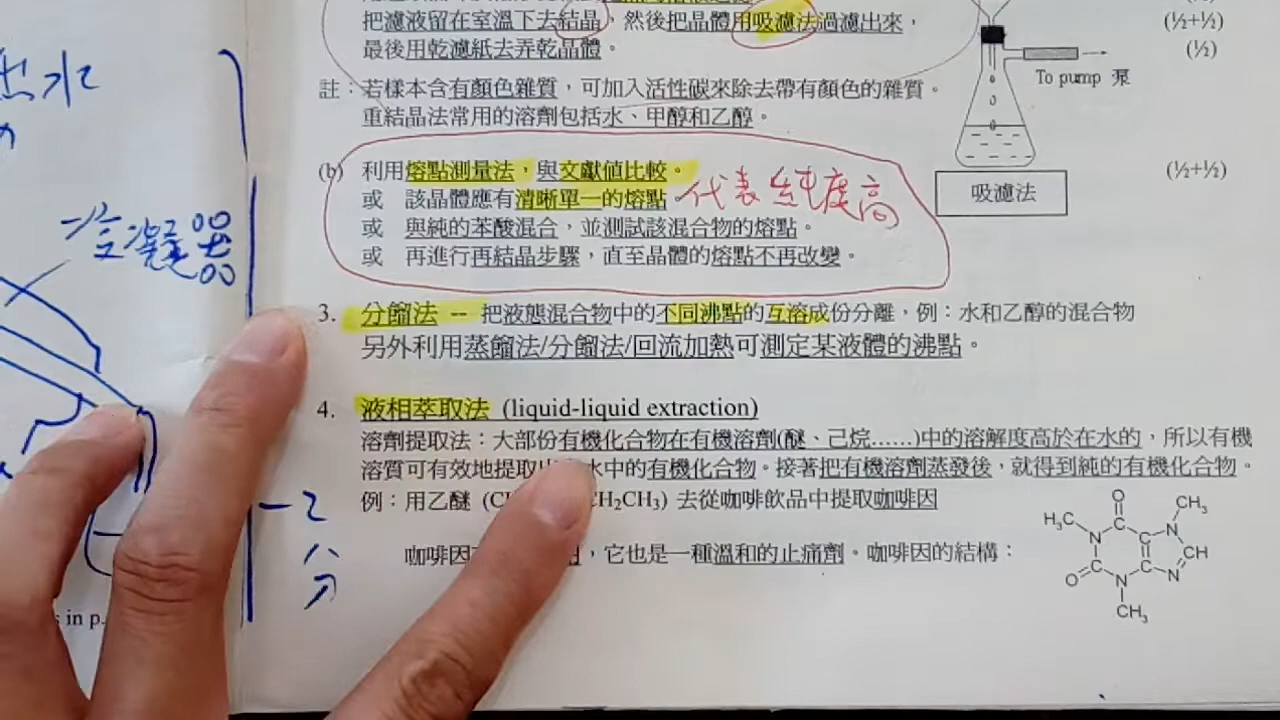 把濾液留在室溫下去結晶，然後把晶體用吸濾法過濾出來， (½+½)
最後用乾濾紙去弄乾晶體。 (½)
To pump 泵
註：若樣本含有顏色雜質，可加入活性碳來除去帶有顏色的雜質。
重結晶法常用的溶劑包括水、甲醇和乙醇。
(b) 利用熔點測量法，與文獻值比較。 (½+½)
或 該晶體應有清晰單一的熔點。
代表純度高
或 與純的苯酸混合，並測試該混合物的熔點。
或 再進行再結晶步驟，直至晶體的熔點不再改變。
吸濾法
冷凝器
3. 分餾法 -- 把液態混合物中的不同沸點的互溶成份分離，例：水和乙醇的混合物
另外利用蒸餾法/分餾法/回流加熱可測定某液體的沸點。
4. 液相萃取法 (liquid-liquid extraction)
溶劑提取法：大部份有機化合物在有機溶劑(醚、己烷……)中的溶解度高於在水的，所以有機
溶質可有效地提取 水中的有機化合物。接著把有機溶劑蒸發後，就得到純的有機化合物。
例：用乙醚 (C CH₂CH₃) 去從咖啡飲品中提取咖啡因
咖啡因 ，它也是一種溫和的止痛劑。咖啡因的結構：
O CH₃
H₃C N N
CH
O N N
CH₃
s in p.